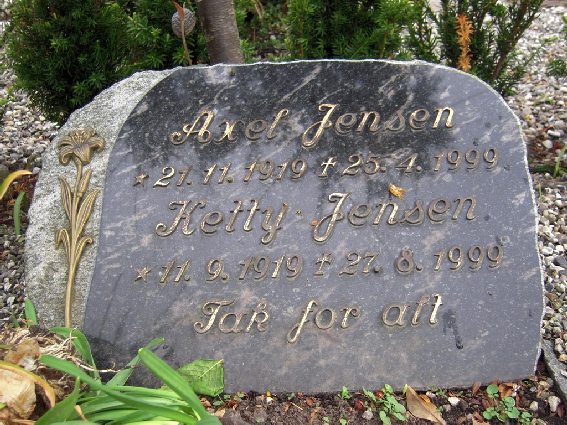 Axel Jensen
* 21. 11. 1919 † 25. 4. 1999
Ketty Jensen
* 11. 9. 1919 † 27. 8. 1999
Tak for alt